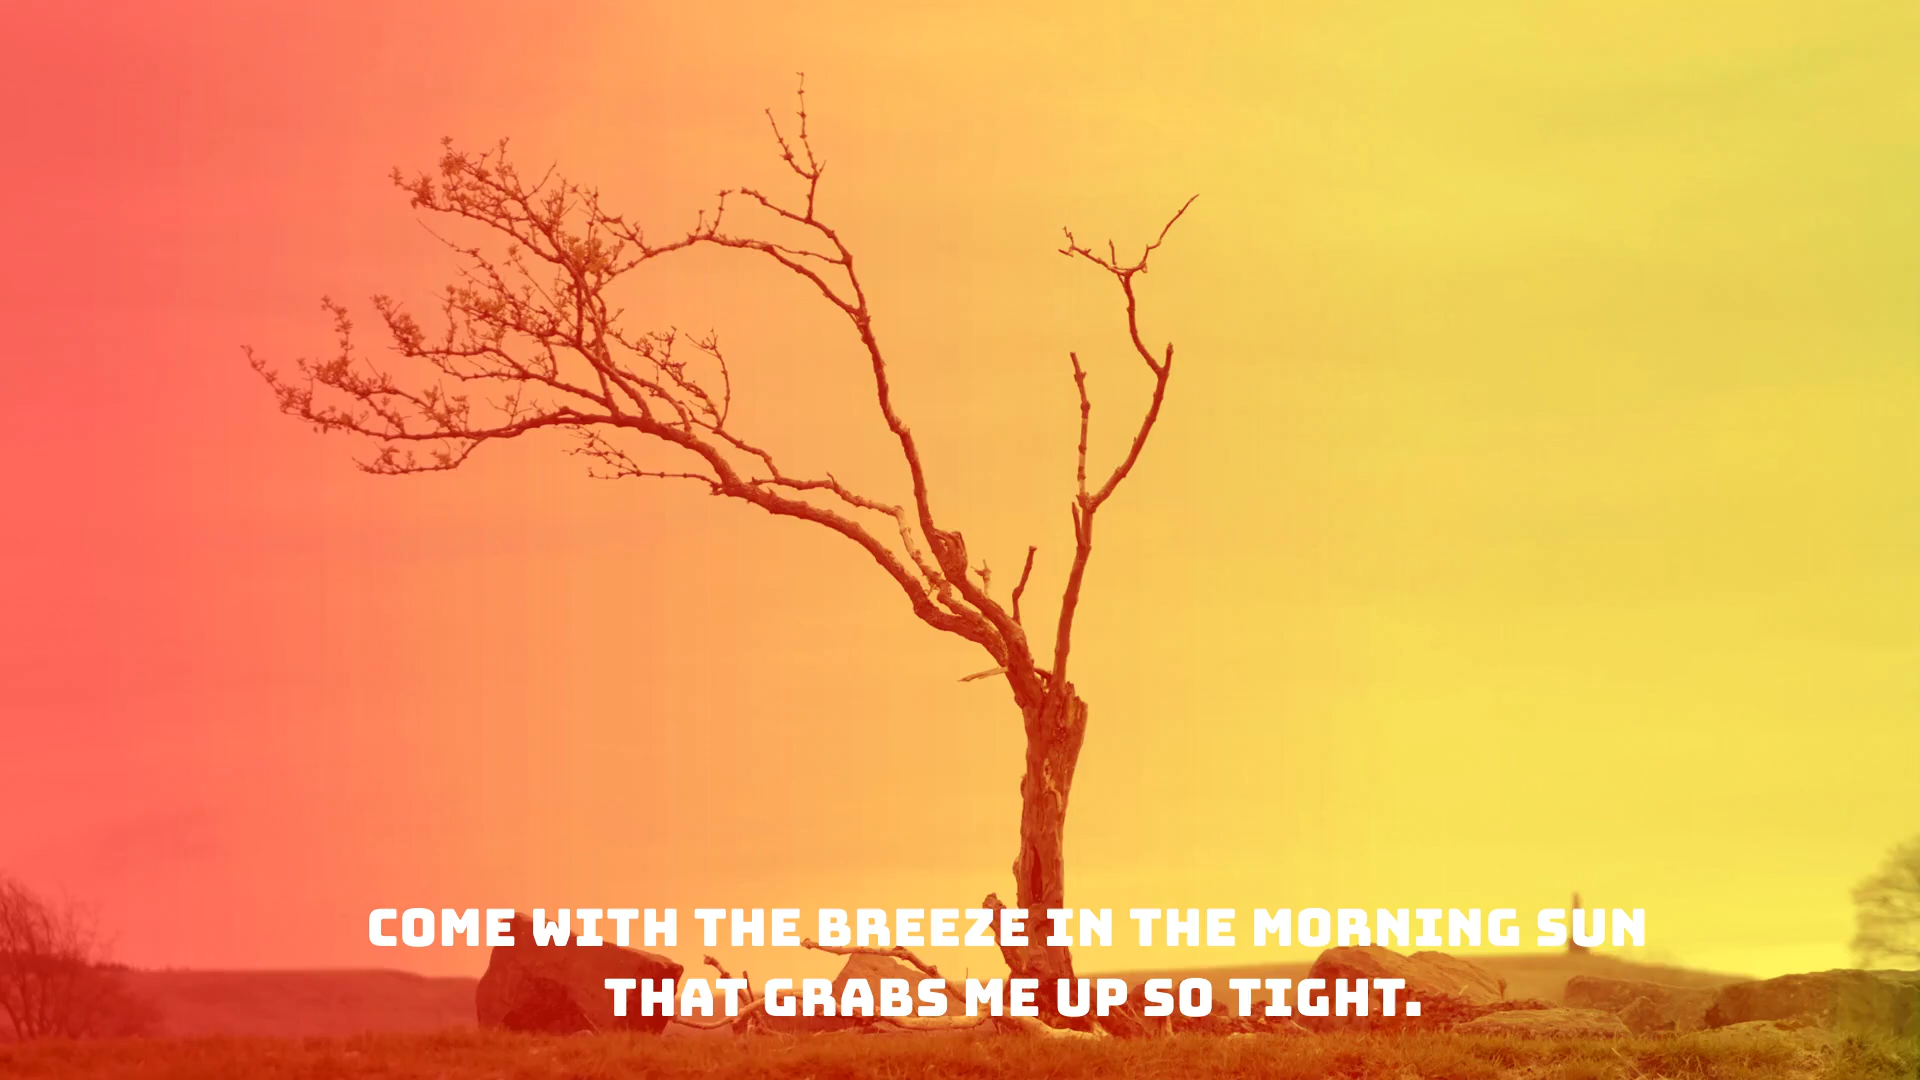 COME WITH THE BREEZE IN THE MORNING SUN
THAT GRABS ME UP SO TIGHT.